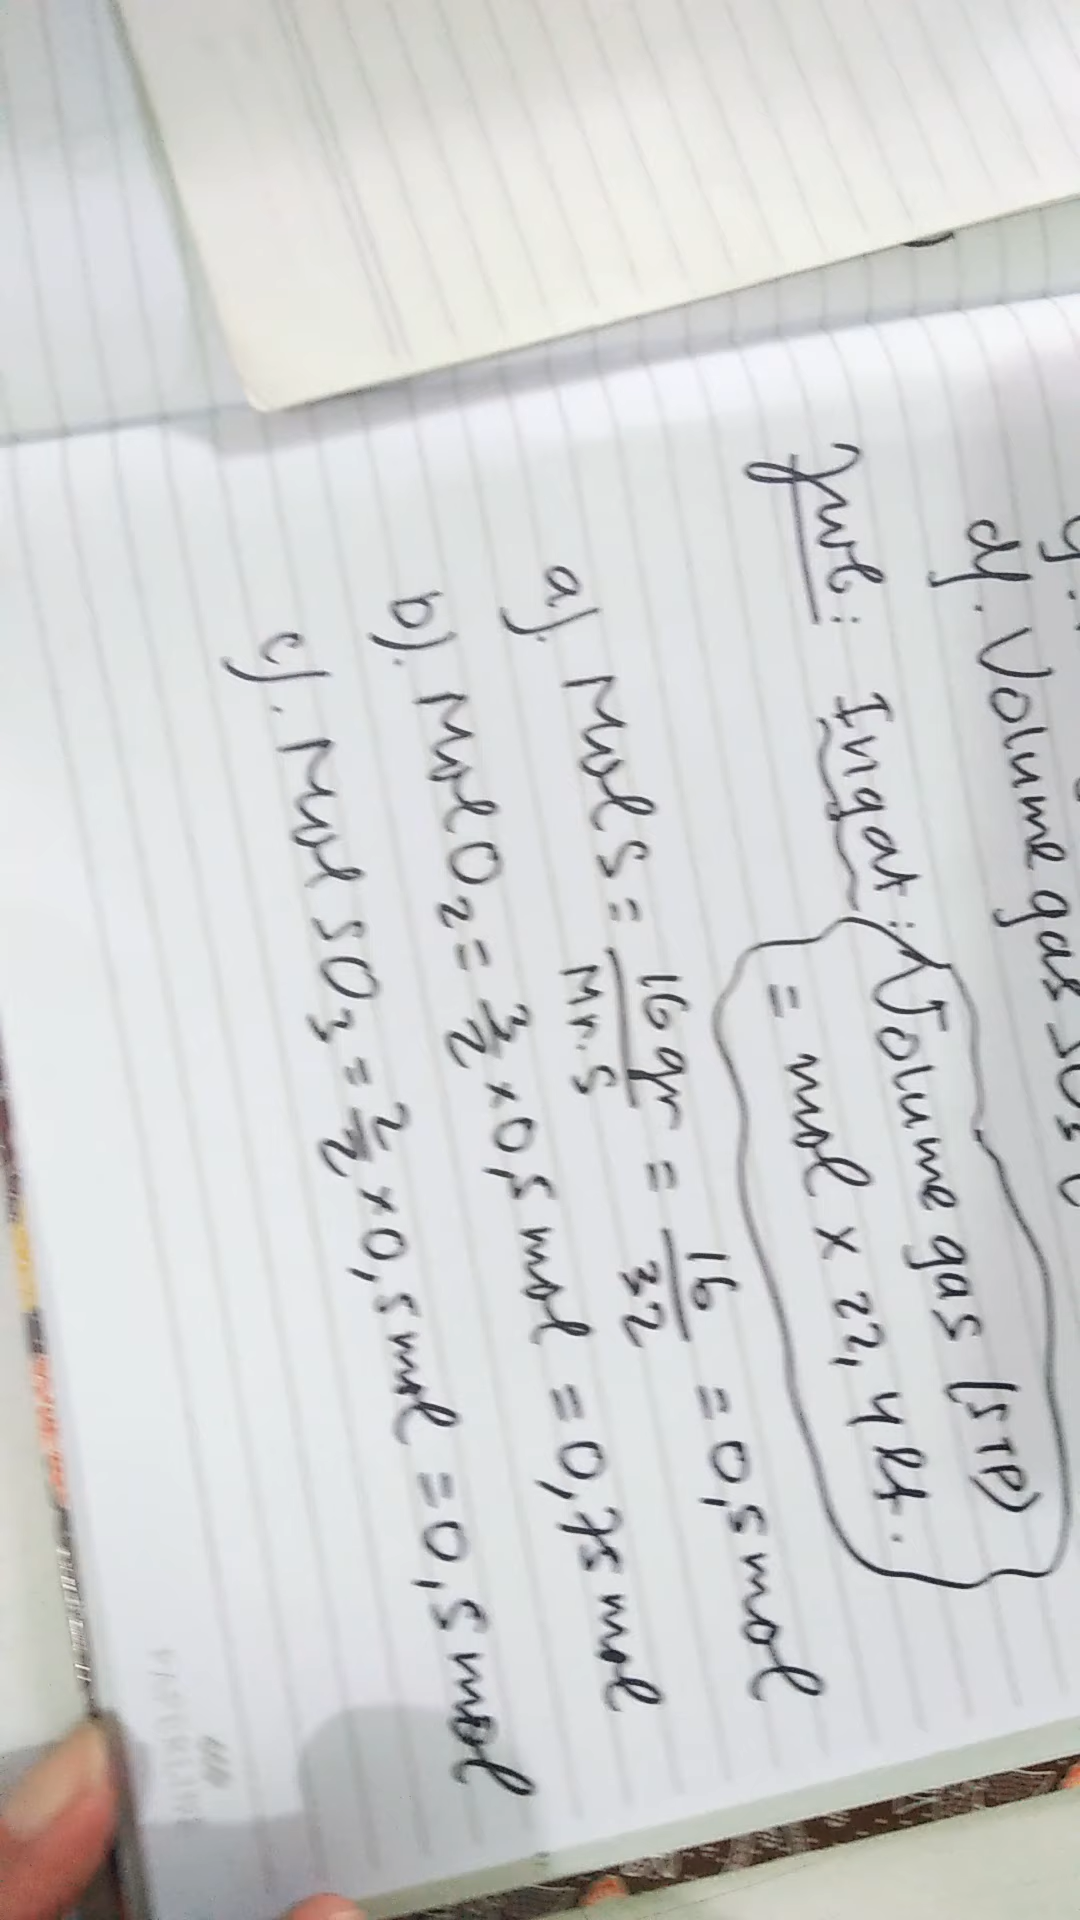 d). Volume gas SO3
Jwb: Ingat: Volume gas (STP)
= mol x 22,4 lt.
a). Mol S = 16 gr / Mr. S = 16 / 32 = 0,5 mol
b). Mol O2 = 3/2 x 0,5 mol = 0,75 mol
c). Mol SO3 = 2/2 x 0,5 mol = 0,5 mol